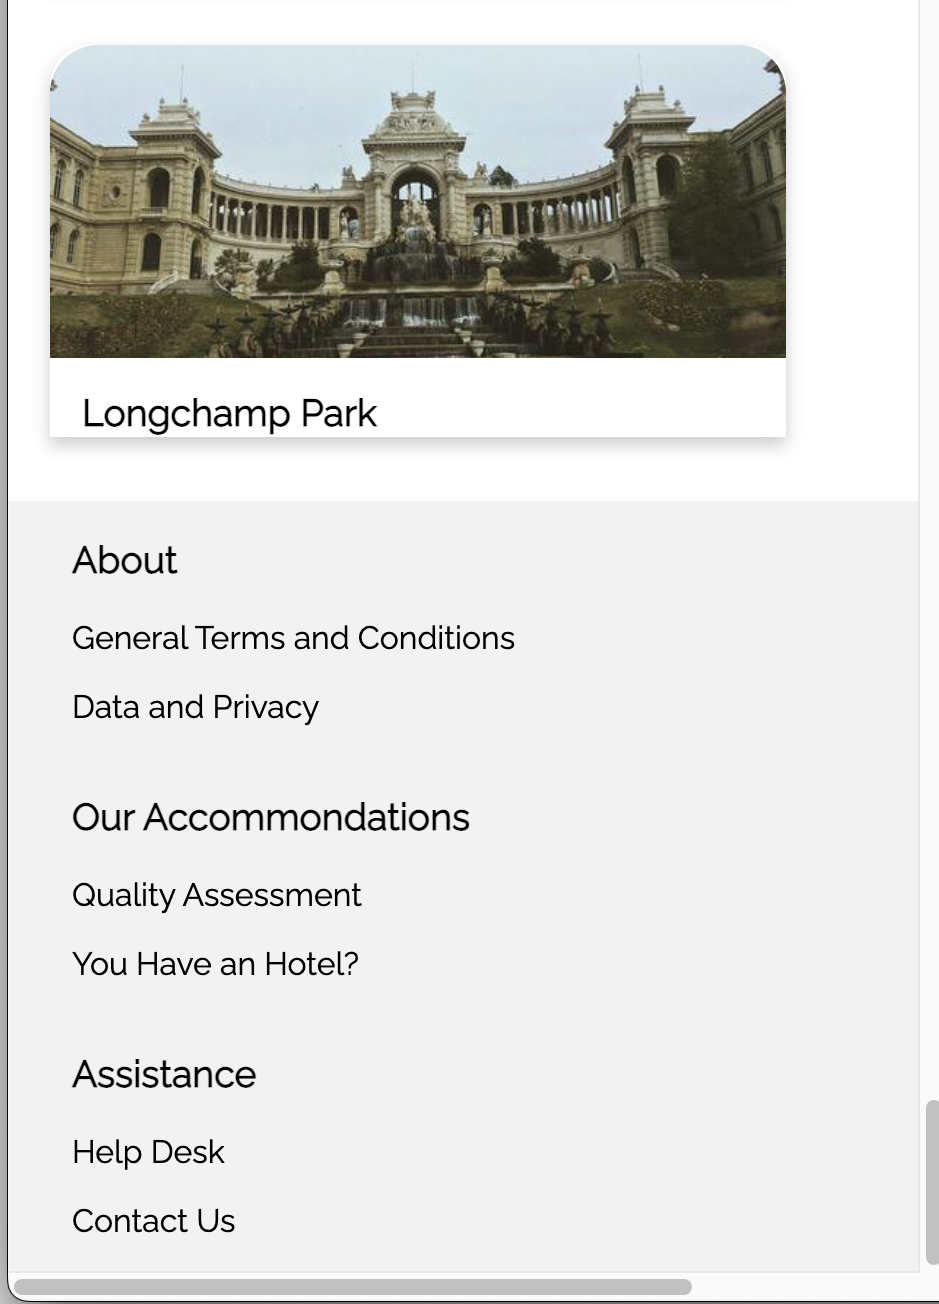 Longchamp Park
About
General Terms and Conditions
Data and Privacy
Our Accommondations
Quality Assessment
You Have an Hotel?
Assistance
Help Desk
Contact Us